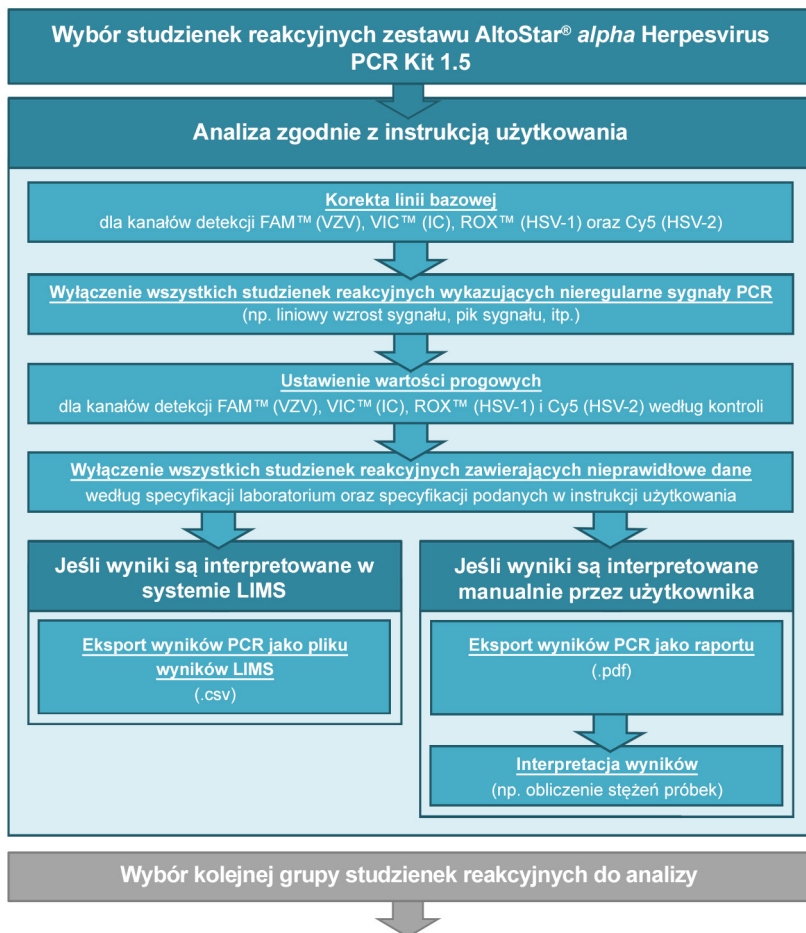 Wybór studzienek reakcyjnych zestawu AltoStar® alpha Herpesvirus
PCR Kit 1.5
Analiza zgodnie z instrukcją użytkowania
Korekta linii bazowej
dla kanałów detekcji FAM™ (VZV), VIC™ (IC), ROX™ (HSV-1) oraz Cy5 (HSV-2)
Wyłączenie wszystkich studzienek reakcyjnych wykazujących nieregularne sygnały PCR
(np. liniowy wzrost sygnału, pik sygnału, itp.)
Ustawienie wartości progowych
dla kanałów detekcji FAM™ (VZV), VIC™ (IC), ROX™ (HSV-1) i Cy5 (HSV-2) według kontroli
Wyłączenie wszystkich studzienek reakcyjnych zawierających nieprawidłowe dane
według specyfikacji laboratorium oraz specyfikacji podanych w instrukcji użytkowania
Jeśli wyniki są interpretowane w
systemie LIMS
Eksport wyników PCR jako pliku
wyników LIMS
(.csv)
Jeśli wyniki są interpretowane
manualnie przez użytkownika
Eksport wyników PCR jako raportu
(.pdf)
Interpretacja wyników
(np. obliczenie stężeń próbek)
Wybór kolejnej grupy studzienek reakcyjnych do analizy